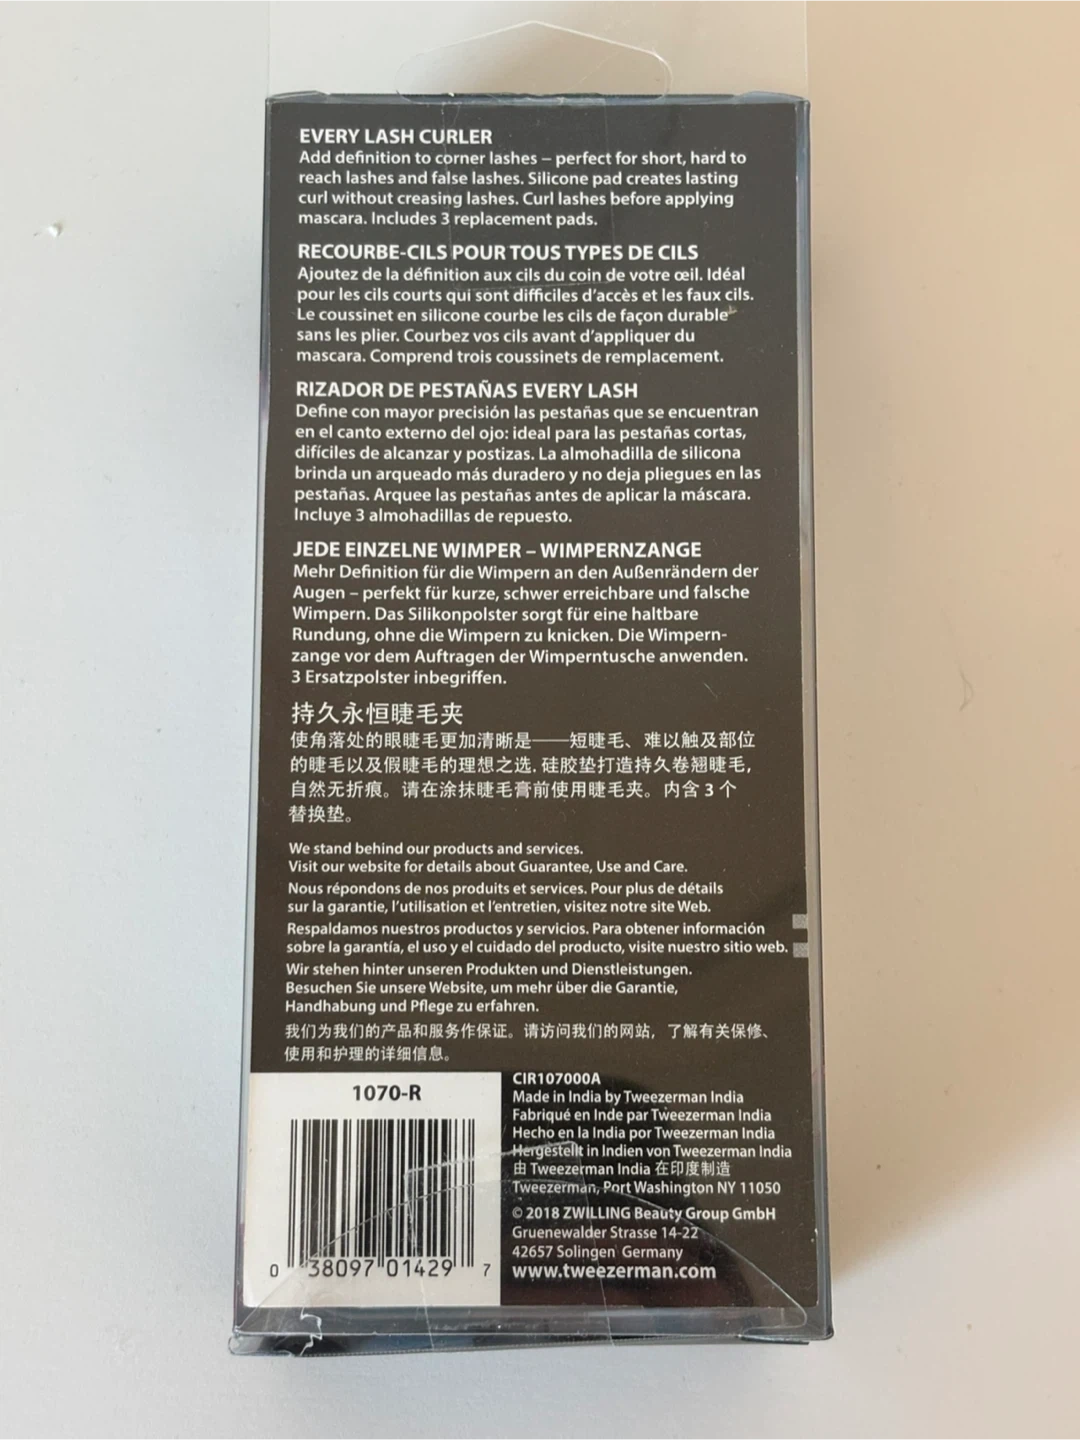 EVERY LASH CURLER
Add definition to corner lashes – perfect for short, hard to
reach lashes and false lashes. Silicone pad creates lasting
curl without creasing lashes. Curl lashes before applying
mascara. Includes 3 replacement pads.
RECOURBE-CILS POUR TOUS TYPES DE CILS
Ajoutez de la définition aux cils du coin de votre œil. Idéal
pour les cils courts qui sont difficiles d’accès et les faux cils.
Le coussinet en silicone courbe les cils de façon durable
sans les plier. Courbez vos cils avant d’appliquer du
mascara. Comprend trois coussinets de remplacement.
RIZADOR DE PESTAÑAS EVERY LASH
Define con mayor precisión las pestañas que se encuentran
en el canto externo del ojo: ideal para las pestañas cortas,
difíciles de alcanzar y postizas. La almohadilla de silicona
brinda un arqueado más duradero y no deja pliegues en las
pestañas. Arquee las pestañas antes de aplicar la máscara.
Incluye 3 almohadillas de repuesto.
JEDE EINZELNE WIMPER – WIMPERNZANGE
Mehr Definition für die Wimpern an den Außenrändern der
Augen – perfekt für kurze, schwer erreichbare und falsche
Wimpern. Das Silikonpolster sorgt für eine haltbare
Rundung, ohne die Wimpern zu knicken. Die Wimpern-
zange vor dem Auftragen der Wimperntusche anwenden.
3 Ersatzpolster inbegriffen.
持久永恒睫毛夹
使角落处的眼睫毛更加清晰是——短睫毛、难以触及部位
的睫毛以及假睫毛的理想之选. 硅胶垫打造持久卷翘睫毛,
自然无折痕。请在涂抹睫毛膏前使用睫毛夹。内含 3 个
替换垫。
We stand behind our products and services.
Visit our website for details about Guarantee, Use and Care.
Nous répondons de nos produits et services. Pour plus de détails
sur la garantie, l’utilisation et l’entretien, visitez notre site Web.
Respaldamos nuestros productos y servicios. Para obtener información
sobre la garantía, el uso y el cuidado del producto, visite nuestro sitio web.
Wir stehen hinter unseren Produkten und Dienstleistungen.
Besuchen Sie unsere Website, um mehr über die Garantie,
Handhabung und Pflege zu erfahren.
我们为我们的产品和服务作保证。请访问我们的网站，了解有关保修、
使用和护理的详细信息。
1070-R
0 38097 01429 7
CIR107000A
Made in India by Tweezerman India
Fabriqué en Inde par Tweezerman India
Hecho en la India por Tweezerman India
Hergestellt in Indien von Tweezerman India
由 Tweezerman India 在印度制造
Tweezerman, Port Washington NY 11050
© 2018 ZWILLING Beauty Group GmbH
Gruenewalder Strasse 14-22
42657 Solingen Germany
www.tweezerman.com